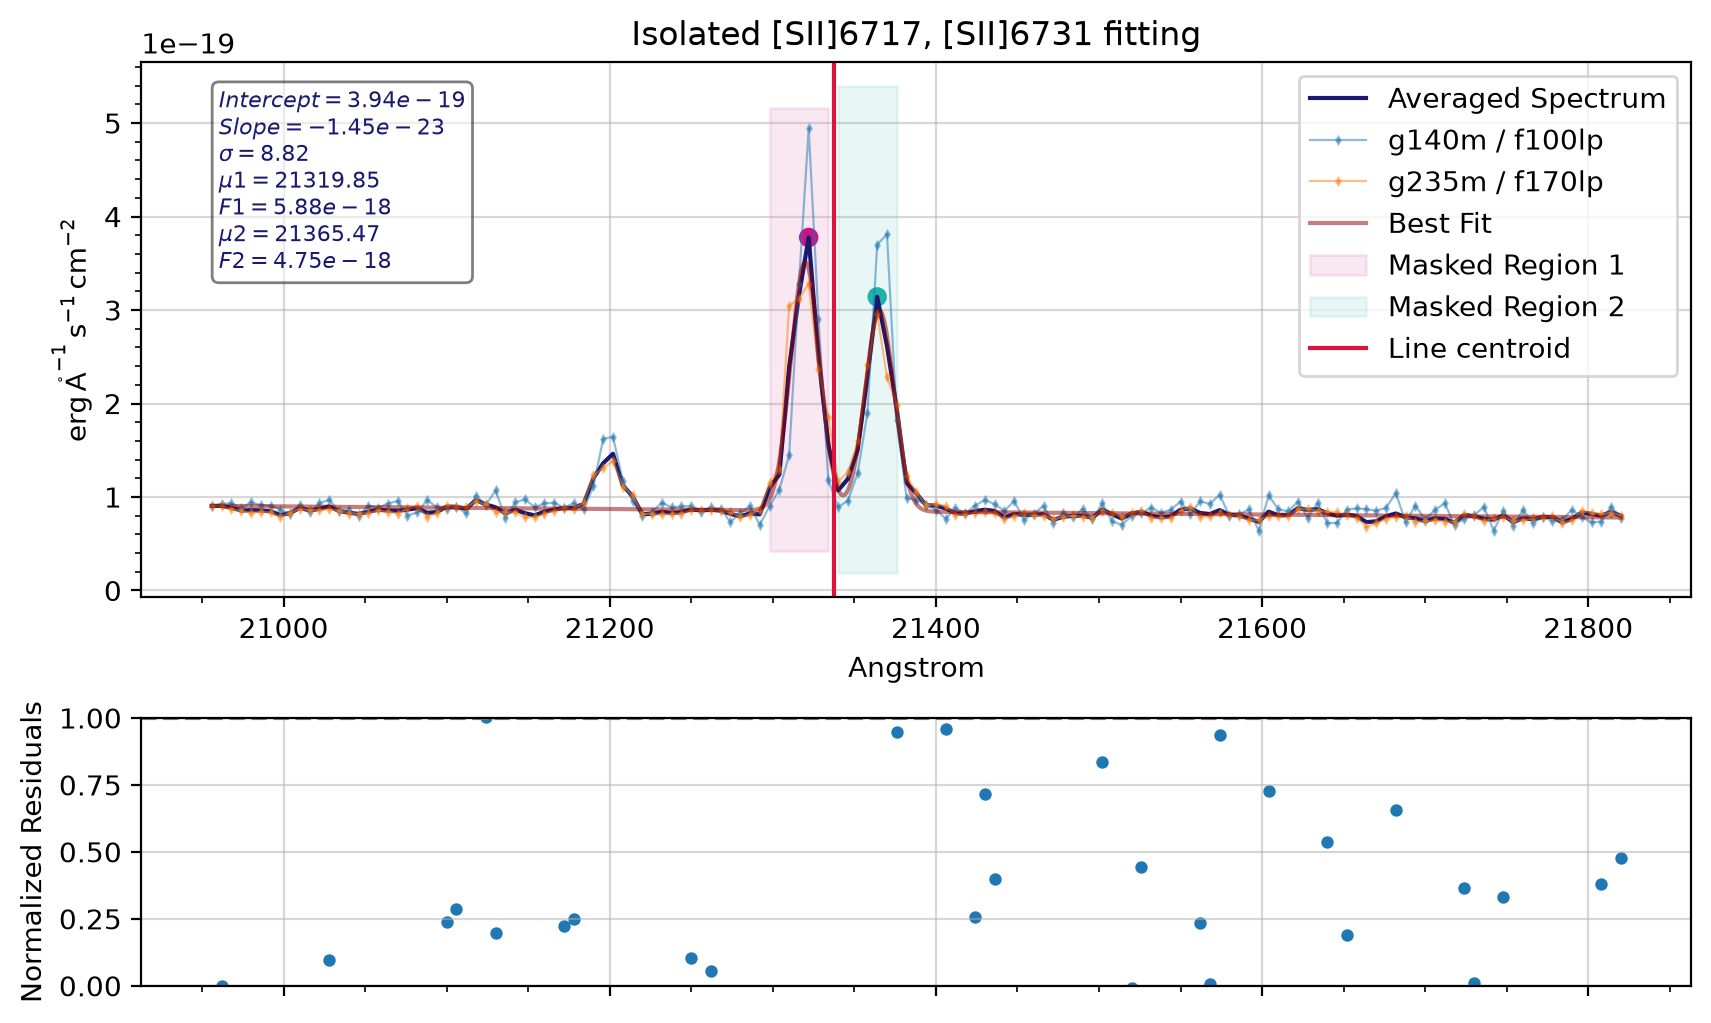 Isolated [SII]6717, [SII]6731 fitting
1e−19
Intercept = 3.94e − 19
Slope = −1.45e − 23
σ = 8.82
μ1 = 21319.85
F1 = 5.88e − 18
μ2 = 21365.47
F2 = 4.75e − 18
Averaged Spectrum
g140m / f100lp
g235m / f170lp
Best Fit
Masked Region 1
Masked Region 2
Line centroid
erg Å⁻¹ s⁻¹ cm⁻²
5
4
3
2
1
0
21000 21200 21400 21600 21800
Angstrom
Normalized Residuals
1.00
0.75
0.50
0.25
0.00